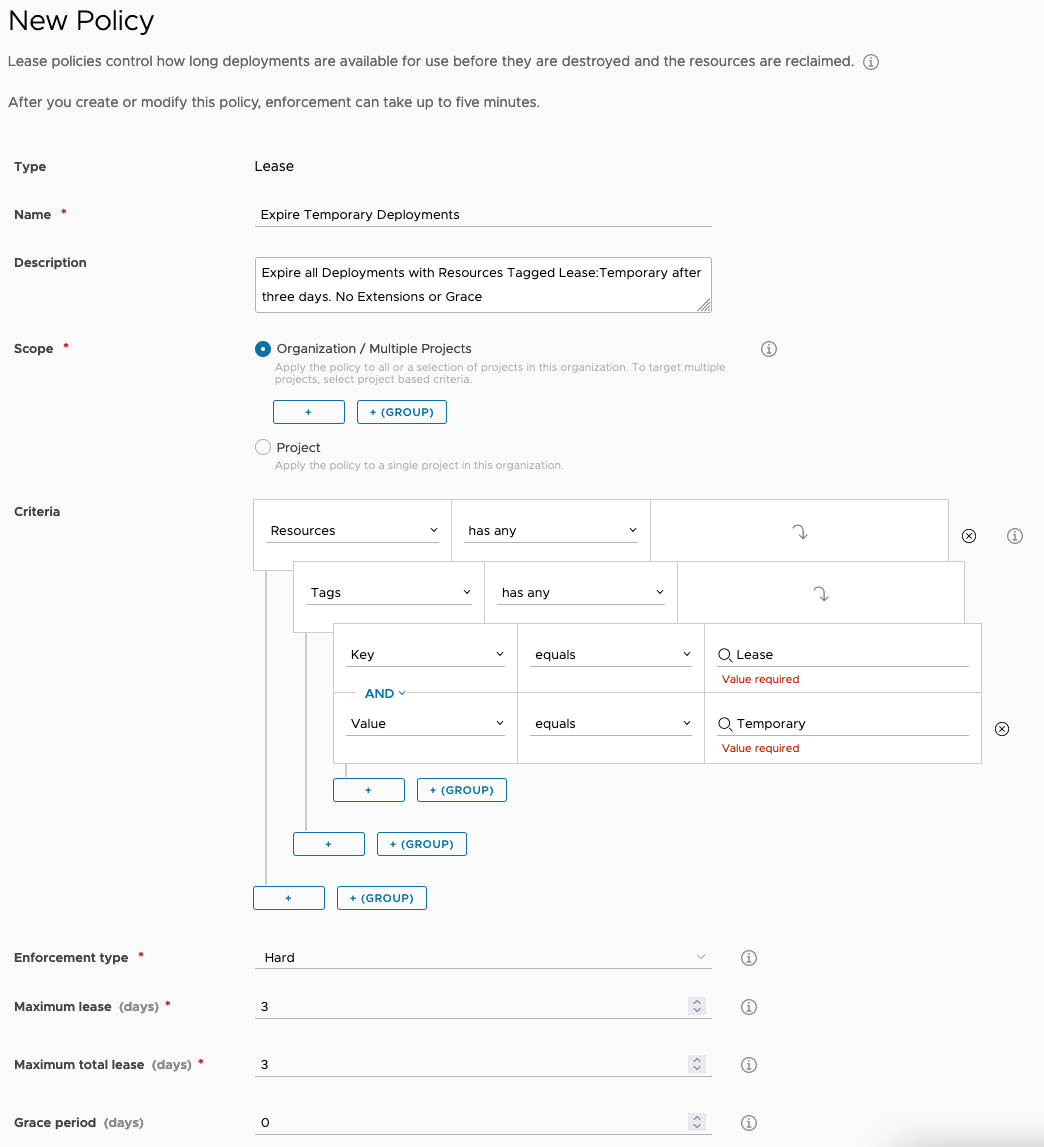 New Policy
Lease policies control how long deployments are available for use before they are destroyed and the resources are reclaimed.
After you create or modify this policy, enforcement can take up to five minutes.
Type Lease
Name * Expire Temporary Deployments
Description Expire all Deployments with Resources Tagged Lease:Temporary after
three days. No Extensions or Grace
Scope * Organization / Multiple Projects
Apply the policy to all or a selection of projects in this organization. To target multiple
projects, select project based criteria.
+ + (GROUP)
Project
Apply the policy to a single project in this organization.
Criteria
Resources has any
Tags has any
Key equals Lease
Value required
AND
Value equals Temporary
Value required
+ + (GROUP)
+ + (GROUP)
+ + (GROUP)
Enforcement type * Hard
Maximum lease (days) * 3
Maximum total lease (days) * 3
Grace period (days) 0